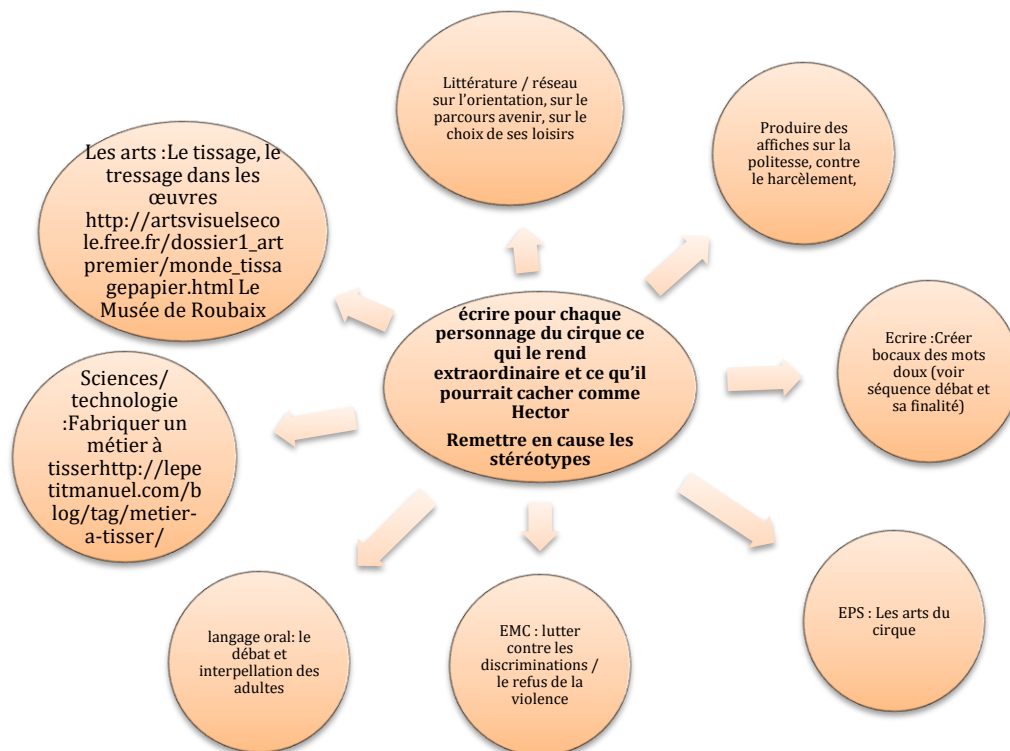 Littérature / réseau
sur l'orientation, sur le
parcours avenir, sur le
choix de ses loisirs
Produire des
affiches sur la
politesse, contre
le harcèlement,
Les arts :Le tissage, le
tressage dans les
œuvres
http://artsvisuelseco
le.free.fr/dossier1_art
premier/monde_tissa
gepapier.html Le
Musée de Roubaix
écrire pour chaque
personnage du cirque ce
qui le rend
extraordinaire et ce qu'il
pourrait cacher comme
Hector
Remettre en cause les
stéréotypes
Ecrire :Créer
bocaux des mots
doux (voir
séquence débat et
sa finalité)
Sciences/
technologie
:Fabriquer un
métier à
tisserhttp://lepe
titmanuel.com/b
log/tag/metier-
a-tisser/
langage oral: le
débat et
interpellation des
adultes
EMC : lutter
contre les
discriminations /
le refus de la
violence
EPS : Les arts du
cirque